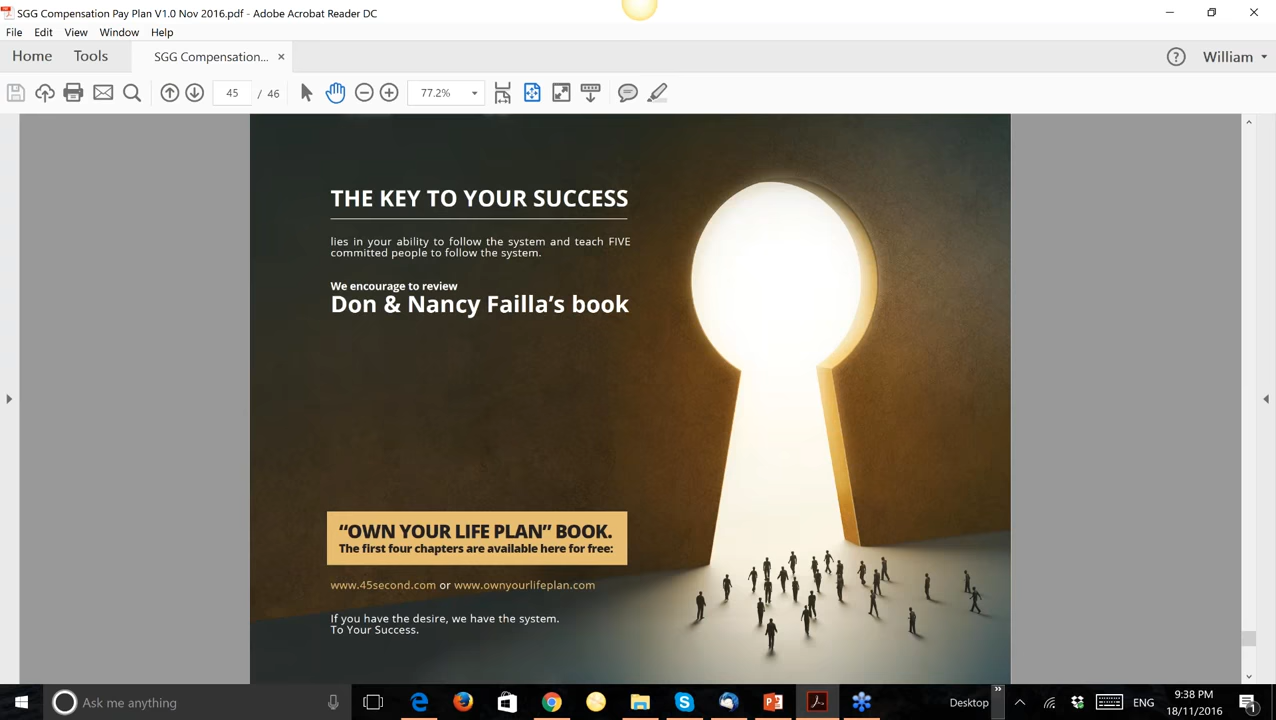 SGG Compensation Pay Plan V1.0 Nov 2016.pdf - Adobe Acrobat Reader DC
File Edit View Window Help
Home Tools SGG Compensation... × ? William
45 / 46 77.2%
THE KEY TO YOUR SUCCESS
lies in your ability to follow the system and teach FIVE
committed people to follow the system.
We encourage to review
Don & Nancy Failla’s book
“OWN YOUR LIFE PLAN” BOOK.
The first four chapters are available here for free:
www.45second.com or www.ownyourlifeplan.com
If you have the desire, we have the system.
To Your Success.
Ask me anything Desktop ENG 9:38 PM
18/11/2016